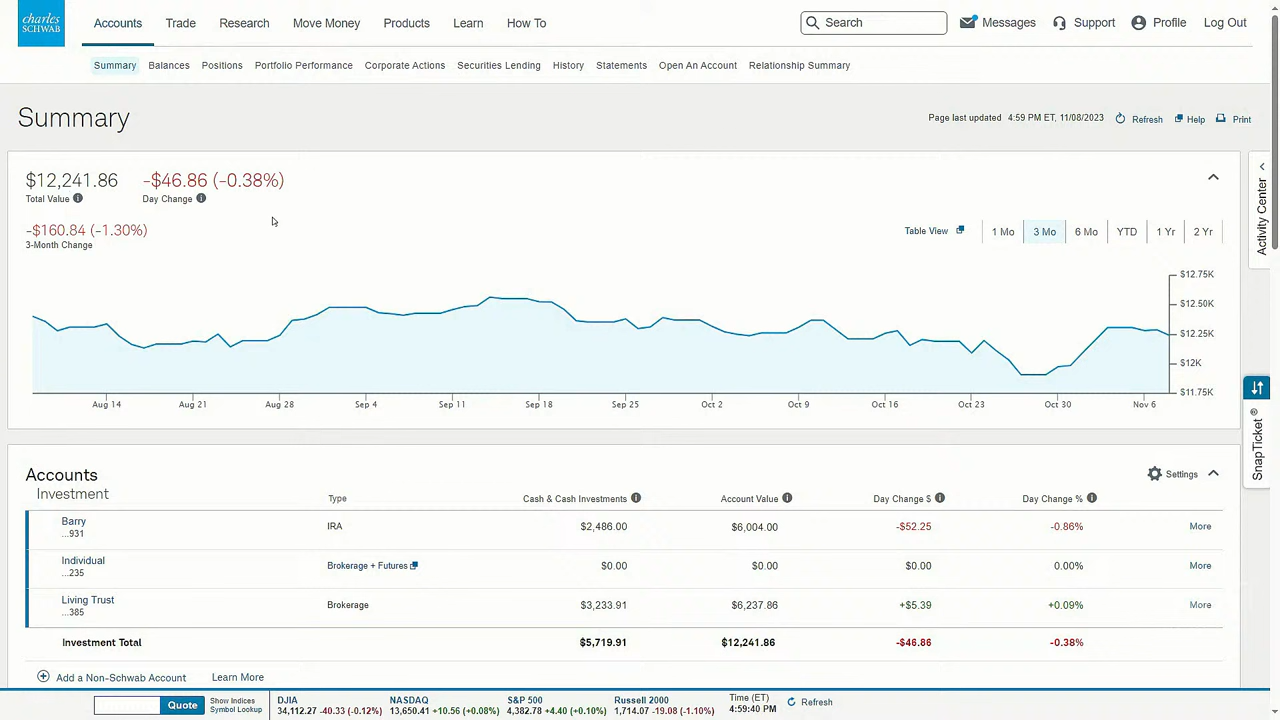 charles
SCHWAB
Accounts Trade Research Move Money Products Learn How To
Search Messages Support Profile Log Out
Summary Balances Positions Portfolio Performance Corporate Actions Securities Lending History Statements Open An Account Relationship Summary
Summary
Page last updated 4:59 PM ET, 11/08/2023 Refresh Help Print
$12,241.86 -$46.86 (-0.38%)
Total Value Day Change
-$160.84 (-1.30%)
3-Month Change
Table View 1 Mo 3 Mo 6 Mo YTD 1 Yr 2 Yr
$12.75K
$12.50K
$12.25K
$12K
$11.75K
Aug 14 Aug 21 Aug 28 Sep 4 Sep 11 Sep 18 Sep 25 Oct 2 Oct 9 Oct 16 Oct 23 Oct 30 Nov 6
Activity Center
SnapTicket®
Accounts
Settings
Investment
Type Cash & Cash Investments Account Value Day Change $ Day Change %
Barry IRA $2,486.00 $6,004.00 -$52.25 -0.86% More
...931
Individual Brokerage + Futures $0.00 $0.00 $0.00 0.00% More
...235
Living Trust Brokerage $3,233.91 $6,237.86 +$5.39 +0.09% More
...385
Investment Total $5,719.91 $12,241.86 -$46.86 -0.38%
Add a Non-Schwab Account Learn More
Quote
Show Indices
Symbol Lookup
DJIA
34,112.27 -40.33 (-0.12%)
NASDAQ
13,650.41 +10.56 (+0.08%)
S&P 500
4,382.78 +4.40 (+0.10%)
Russell 2000
1,714.07 -19.08 (-1.10%)
Time (ET)
4:59:40 PM
Refresh